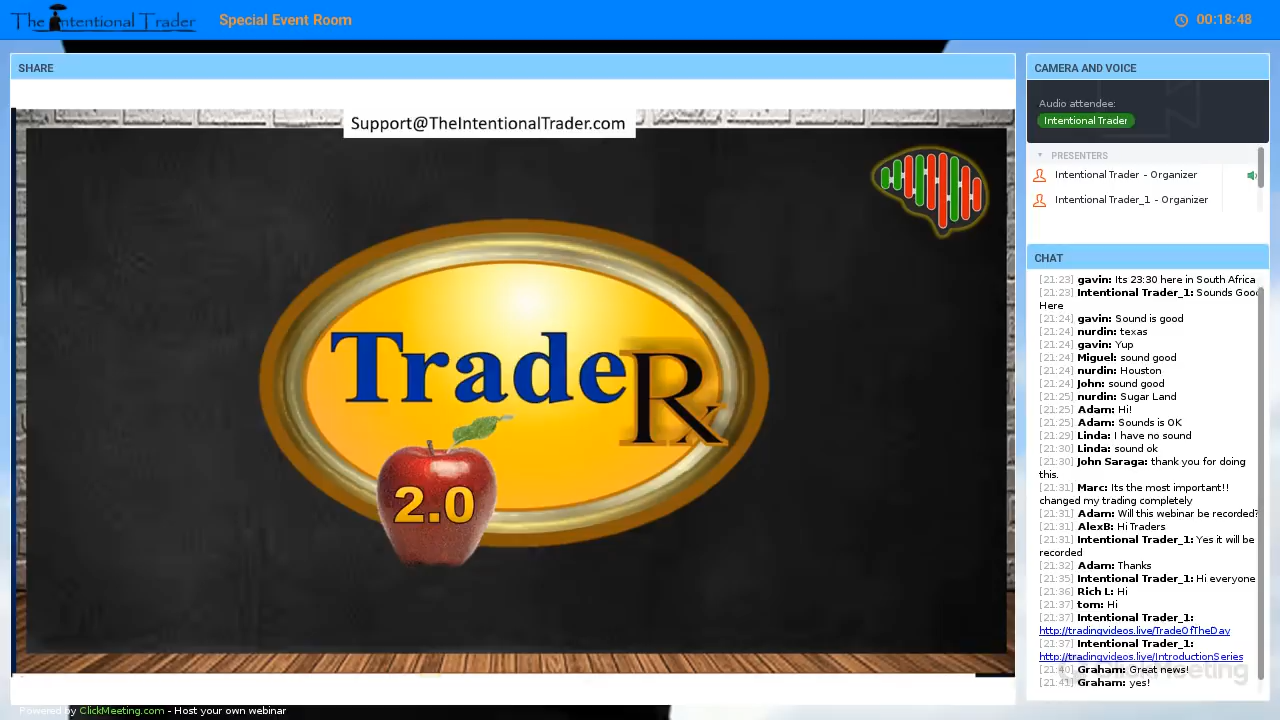 The Intentional Trader
Special Event Room
00:18:48
SHARE
Support@TheIntentionalTrader.com
Trade Rx
2.0
CAMERA AND VOICE
Audio attendee:
Intentional Trader
PRESENTERS
Intentional Trader - Organizer
Intentional Trader_1 - Organizer
CHAT
[21:23] gavin: Its 23:30 here in South Africa
[21:23] Intentional Trader_1: Sounds Good
Here
[21:24] gavin: Sound is good
[21:24] nurdin: texas
[21:24] gavin: Yup
[21:24] Miguel: sound good
[21:24] nurdin: Houston
[21:24] John: sound good
[21:25] nurdin: Sugar Land
[21:25] Adam: Hi!
[21:25] Adam: Sounds is OK
[21:29] Linda: I have no sound
[21:30] Linda: sound ok
[21:30] John Saraga: thank you for doing
this.
[21:31] Marc: Its the most important!!
changed my trading completely
[21:31] Adam: Will this webinar be recorded?
[21:31] AlexB: Hi Traders
[21:31] Intentional Trader_1: Yes it will be
recorded
[21:32] Adam: Thanks
[21:35] Intentional Trader_1: Hi everyone
[21:36] Rich L: Hi
[21:37] tom: Hi
[21:37] Intentional Trader_1:
http://tradingvideos.live/TradeOfTheDay
[21:37] Intentional Trader_1:
http://tradingvideos.live/IntroductionSeries
[21:40] Graham: Great news!
[21:41] Graham: yes!
ClickMeeting
Powered by ClickMeeting.com - Host your own webinar